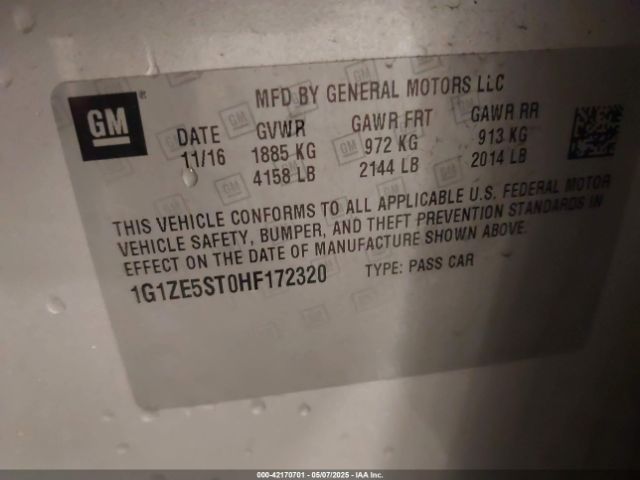 GM
MFD BY GENERAL MOTORS LLC
DATE GVWR GAWR FRT GAWR RR
11/16 1885 KG 972 KG 913 KG
4158 LB 2144 LB 2014 LB
THIS VEHICLE CONFORMS TO ALL APPLICABLE U.S. FEDERAL MOTOR
VEHICLE SAFETY, BUMPER, AND THEFT PREVENTION STANDARDS IN
EFFECT ON THE DATE OF MANUFACTURE SHOWN ABOVE.
1G1ZE5ST0HF172320 TYPE: PASS CAR
000-42170701 - 05/07/2025 - IAA Inc.